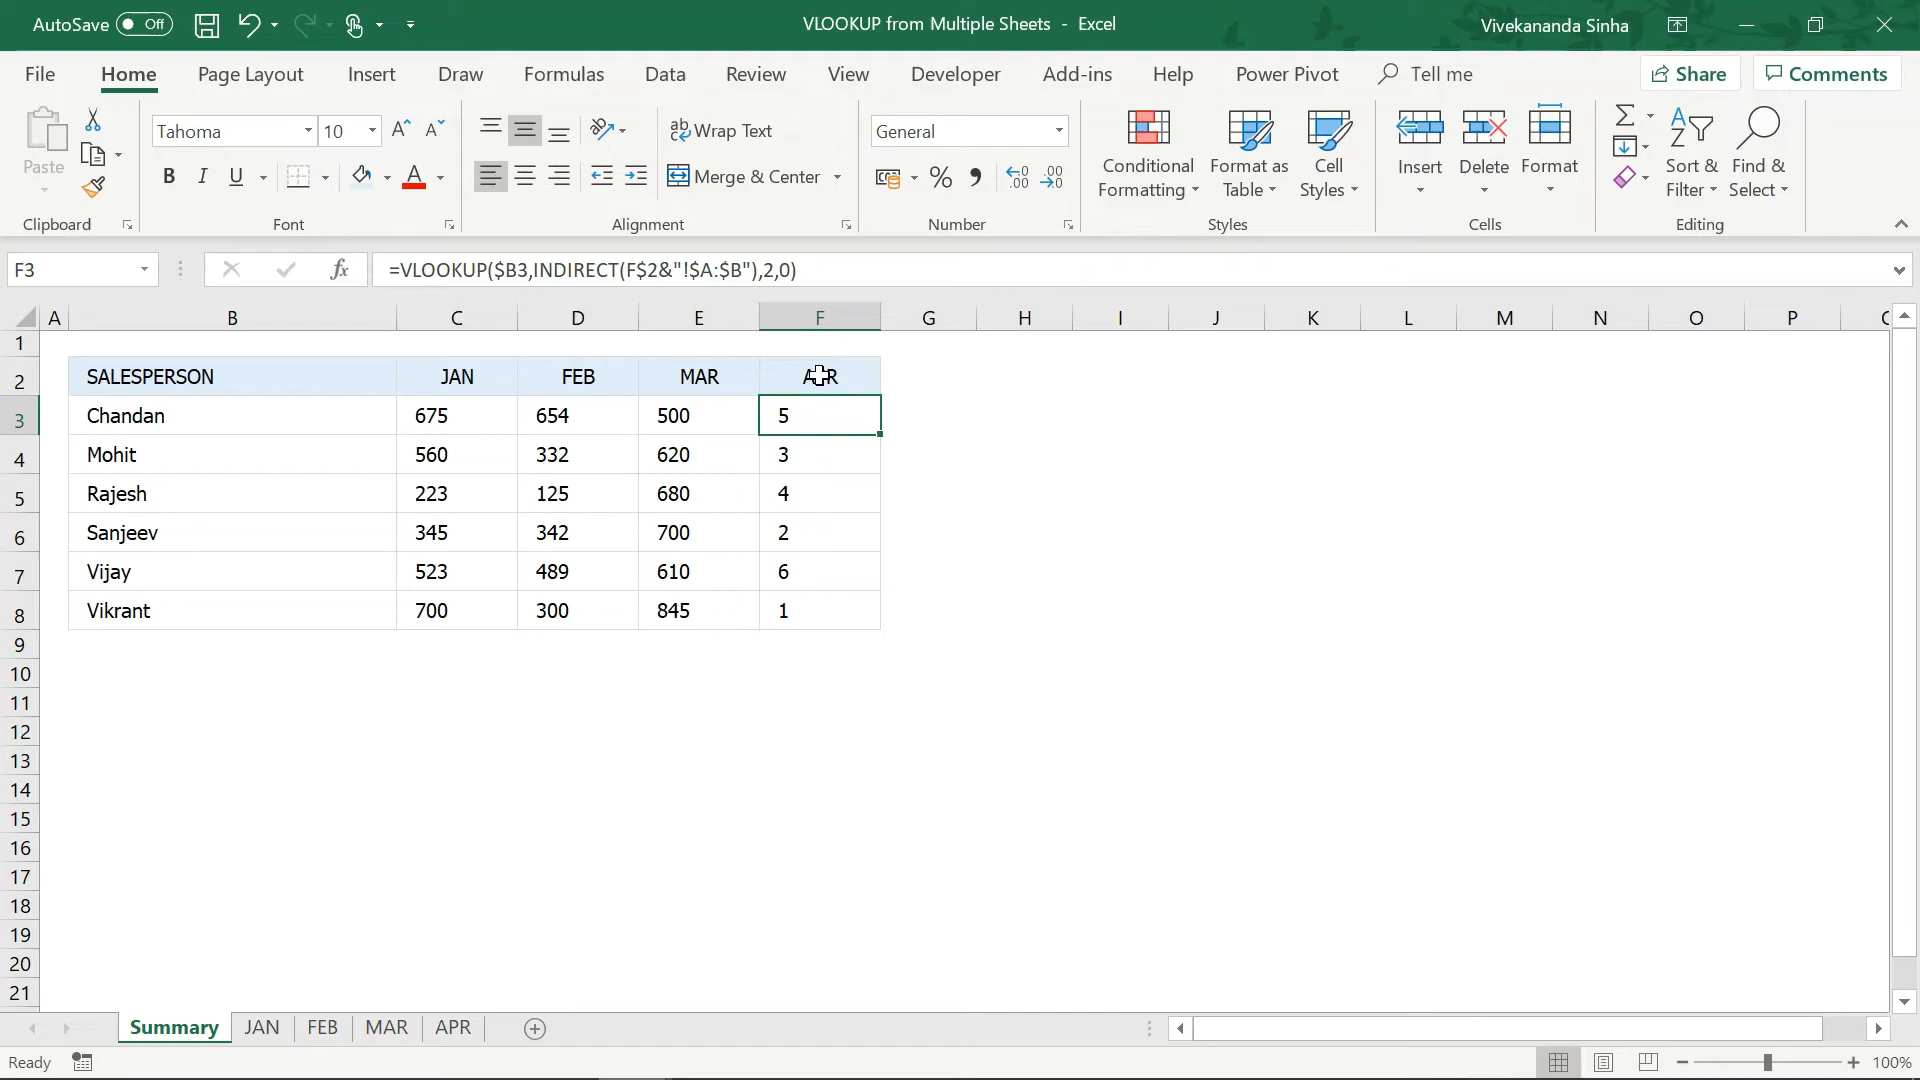 AutoSave Off VLOOKUP from Multiple Sheets - Excel Vivekananda Sinha
File Home Page Layout Insert Draw Formulas Data Review View Developer Add-ins Help Power Pivot Tell me Share Comments
Paste
Clipboard
Tahoma 10
B I U
Font
Wrap Text
Merge & Center
Alignment
General
Number
Conditional
Formatting
Format as
Table
Cell
Styles
Styles
Insert
Delete
Format
Cells
Sort &
Filter
Find &
Select
Editing
F3 fx =VLOOKUP($B3,INDIRECT(F$2&"!$A:$B"),2,0)
A B C D E F G H I J K L M N O P
1
2 SALESPERSON JAN FEB MAR
3 Chandan 675 654 500 5
4 Mohit 560 332 620 3
5 Rajesh 223 125 680 4
6 Sanjeev 345 342 700 2
7 Vijay 523 489 610 6
8 Vikrant 700 300 845 1
9
10
11
12
13
14
15
16
17
18
19
20
21
Summary JAN FEB MAR APR
Ready 100%